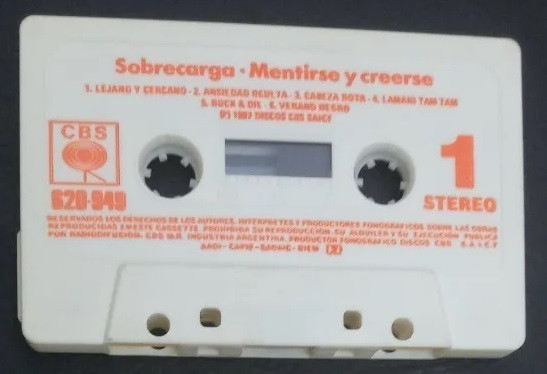 Sobrecarga • Mentirse y creerse
1. LEJANO Y CERCANO - 2. ANSIEDAD OCULTA - 3. CABEZA ROTA - 4. LAMAIKI TAM TAM
5. ROCK & OIL - 6. VERANO NEGRO
(P) 1987 DISCOS CBS SAICF
CBS
620-949
1
STEREO
RESERVADOS LOS DERECHOS DE LOS AUTORES, INTERPRETES Y PRODUCTORES FONOGRAFICOS SOBRE LAS OBRAS
REPRODUCIDAS EN ESTE CASSETTE. PROHIBIDA SU REPRODUCCION, SU ALQUILER Y SU EJECUCION PUBLICA
POR RADIODIFUSION. CBS M.R. INDUSTRIA ARGENTINA. PRODUCTOR FONOGRAFICO DISCOS CBS S.A.I.C.F.
AADI - CAPIF - SADAIC - BIEM